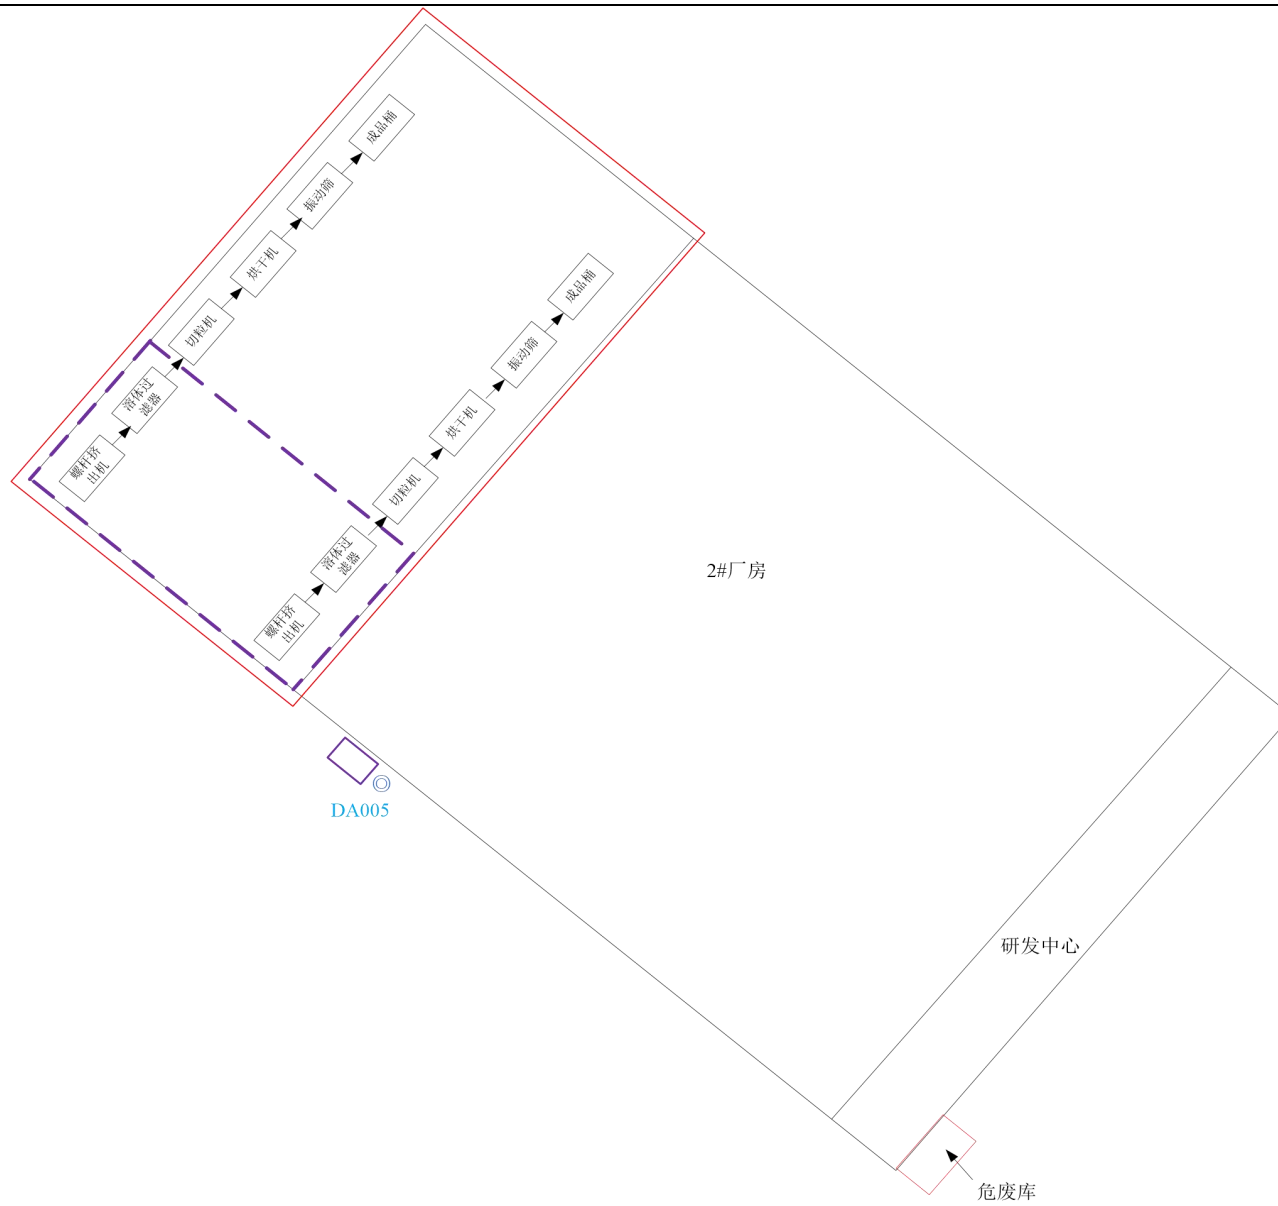 成品桶
振动筛
烘干机
切粒机
溶体过
滤器
螺杆挤
出机
成品桶
振动筛
烘干机
切粒机
溶体过
滤器
螺杆挤
出机
2#厂房
DA005
研发中心
危废库